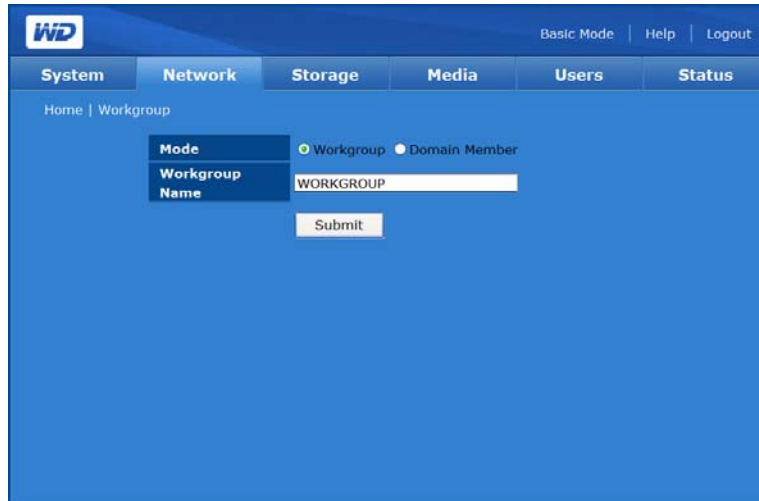 WD
Basic Mode | Help | Logout
System Network Storage Media Users Status
Home | Workgroup
Mode Workgroup Domain Member
Workgroup
Name
WORKGROUP
Submit